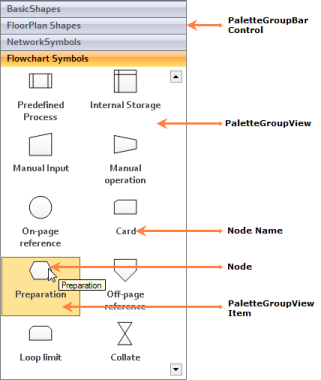 BasicShapes
FloorPlan Shapes
PaletteGroupBar
Control
NetworkSymbols
Flowchart Symbols
Predefined
Process
Internal Storage
PaletteGroupView
Manual Input
Manual
operation
On-page
reference
Card
Node Name
Node
Preparation
Preparation
Off-page
reference
PaletteGroupView
Item
Loop limit
Collate